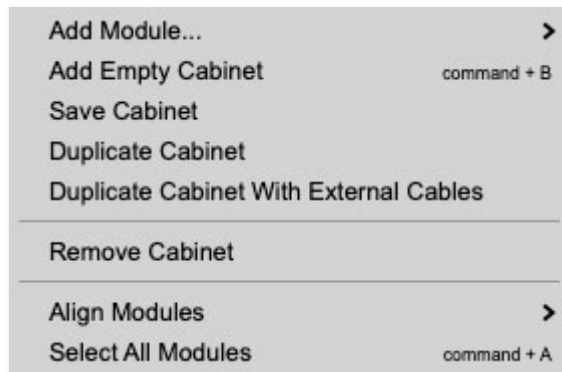 Add Module... >
Add Empty Cabinet command + B
Save Cabinet
Duplicate Cabinet
Duplicate Cabinet With External Cables
Remove Cabinet
Align Modules >
Select All Modules command + A